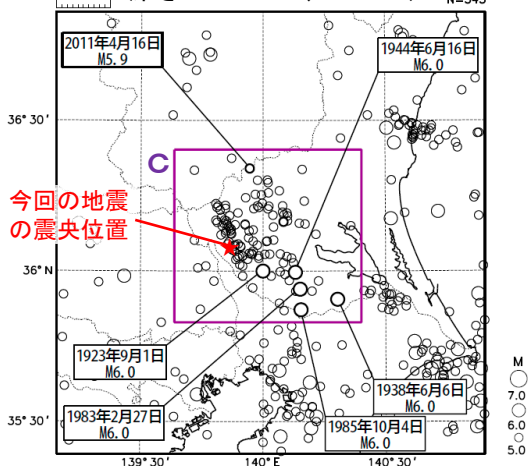 N=545
2011年4月16日
M5.9
1944年6月16日
M6.0
36°30′
C
今回の地震
の震央位置
36°N
1923年9月1日
M6.0
1938年6月6日
M6.0
1983年2月27日
M6.0
1985年10月4日
M6.0
M
7.0
6.0
5.0
35°30′
139°30′
140°E
140°30′